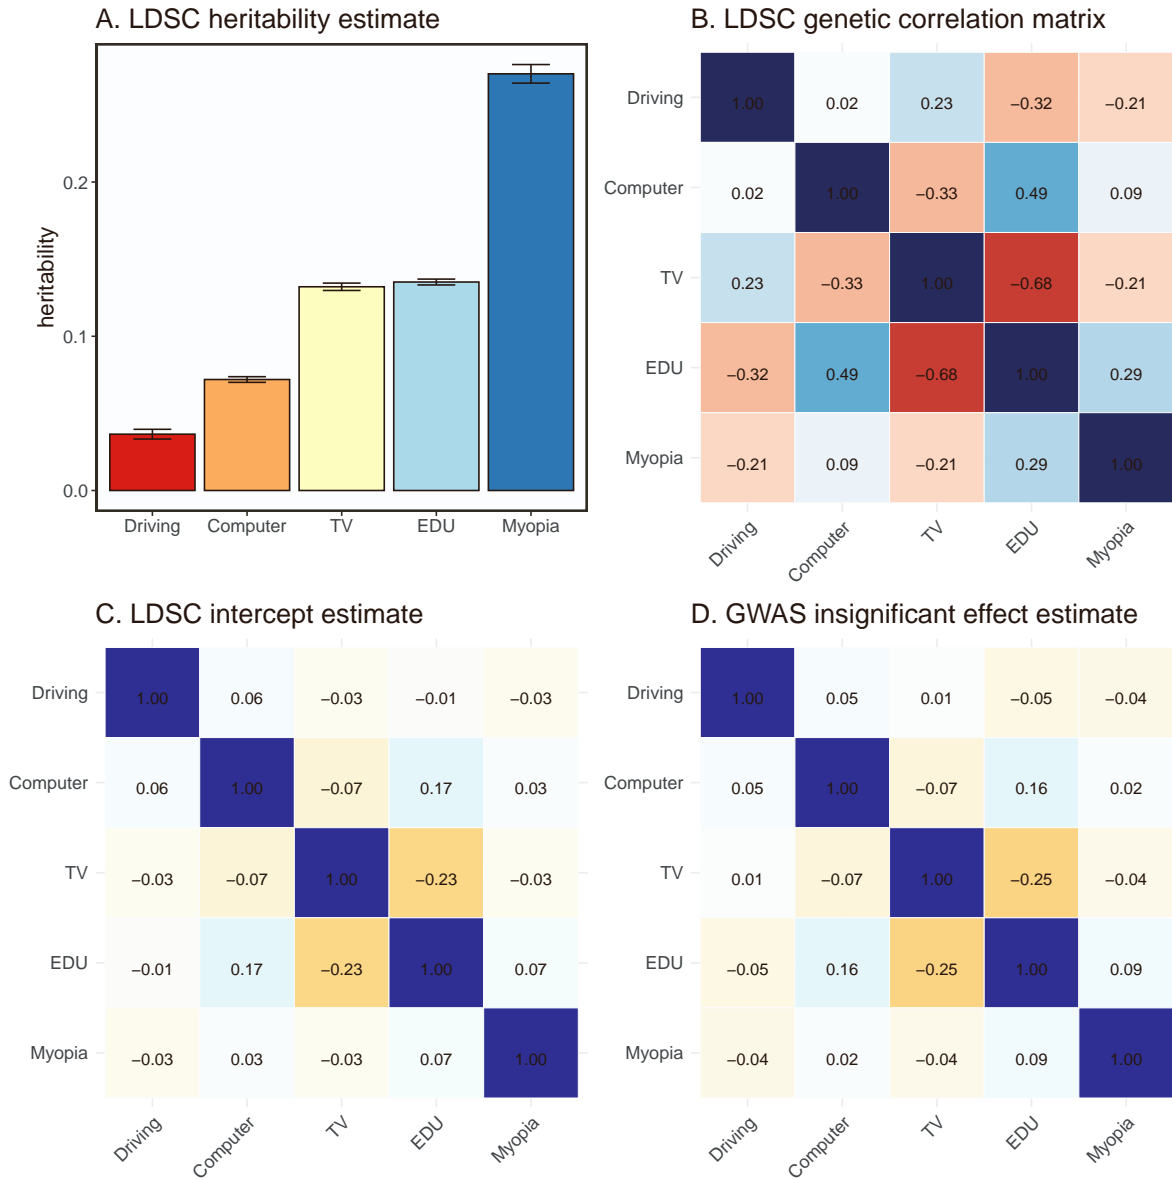 A. LDSC heritability estimate
heritability
0.2
0.1
0.0
Driving Computer TV EDU Myopia
B. LDSC genetic correlation matrix
Driving 1.00 0.02 0.23 −0.32 −0.21
Computer 0.02 1.00 −0.33 0.49 0.09
TV 0.23 −0.33 1.00 −0.68 −0.21
EDU −0.32 0.49 −0.68 1.00 0.29
Myopia −0.21 0.09 −0.21 0.29 1.00
Driving Computer TV EDU Myopia
C. LDSC intercept estimate
Driving 1.00 0.06 −0.03 −0.01 −0.03
Computer 0.06 1.00 −0.07 0.17 0.03
TV −0.03 −0.07 1.00 −0.23 −0.03
EDU −0.01 0.17 −0.23 1.00 0.07
Myopia −0.03 0.03 −0.03 0.07 1.00
Driving Computer TV EDU Myopia
D. GWAS insignificant effect estimate
Driving 1.00 0.05 0.01 −0.05 −0.04
Computer 0.05 1.00 −0.07 0.16 0.02
TV 0.01 −0.07 1.00 −0.25 −0.04
EDU −0.05 0.16 −0.25 1.00 0.09
Myopia −0.04 0.02 −0.04 0.09 1.00
Driving Computer TV EDU Myopia